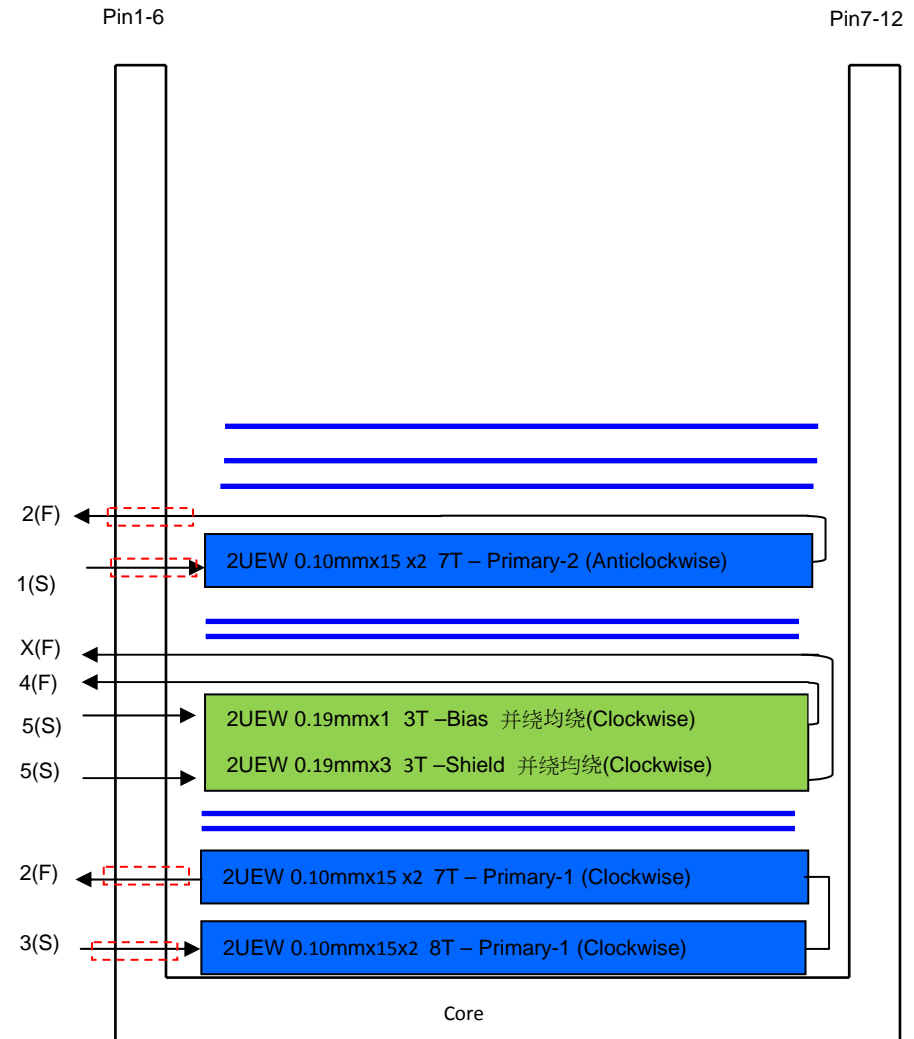 Pin1-6
Pin7-12
2(F)
2UEW 0.10mmx15 x2 7T – Primary-2 (Anticlockwise)
1(S)
X(F)
4(F)
5(S)
2UEW 0.19mmx1 3T –Bias 并绕均绕(Clockwise)
5(S)
2UEW 0.19mmx3 3T –Shield 并绕均绕(Clockwise)
2(F)
2UEW 0.10mmx15 x2 7T – Primary-1 (Clockwise)
3(S)
2UEW 0.10mmx15x2 8T – Primary-1 (Clockwise)
Core